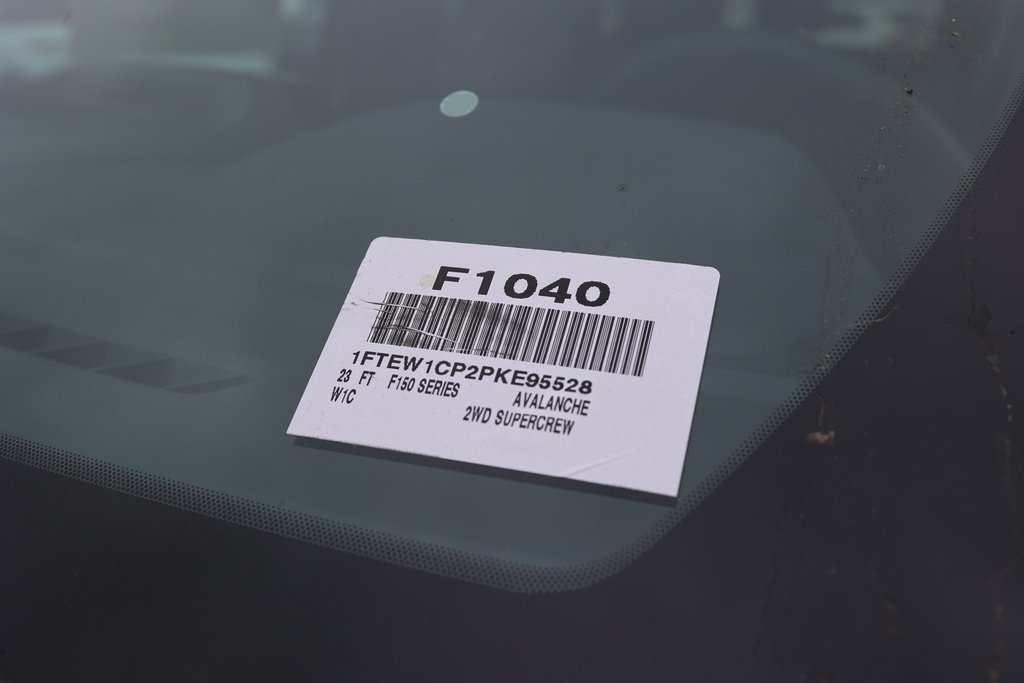 F1040
1FTEW1CP2PKE95528
23 FT F150 SERIES AVALANCHE
W1C 2WD SUPERCREW